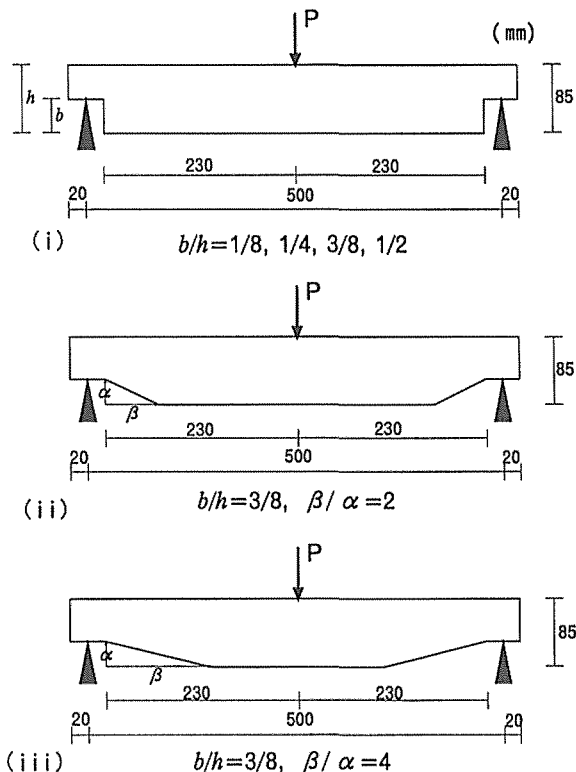 P
(mm)
h
b
85
230 230
20 500 20
(i) b/h=1/8, 1/4, 3/8, 1/2
P
α
β
85
230 230
20 500 20
(ii) b/h=3/8, β/α=2
P
α
β
85
230 230
20 500 20
(iii) b/h=3/8, β/α=4